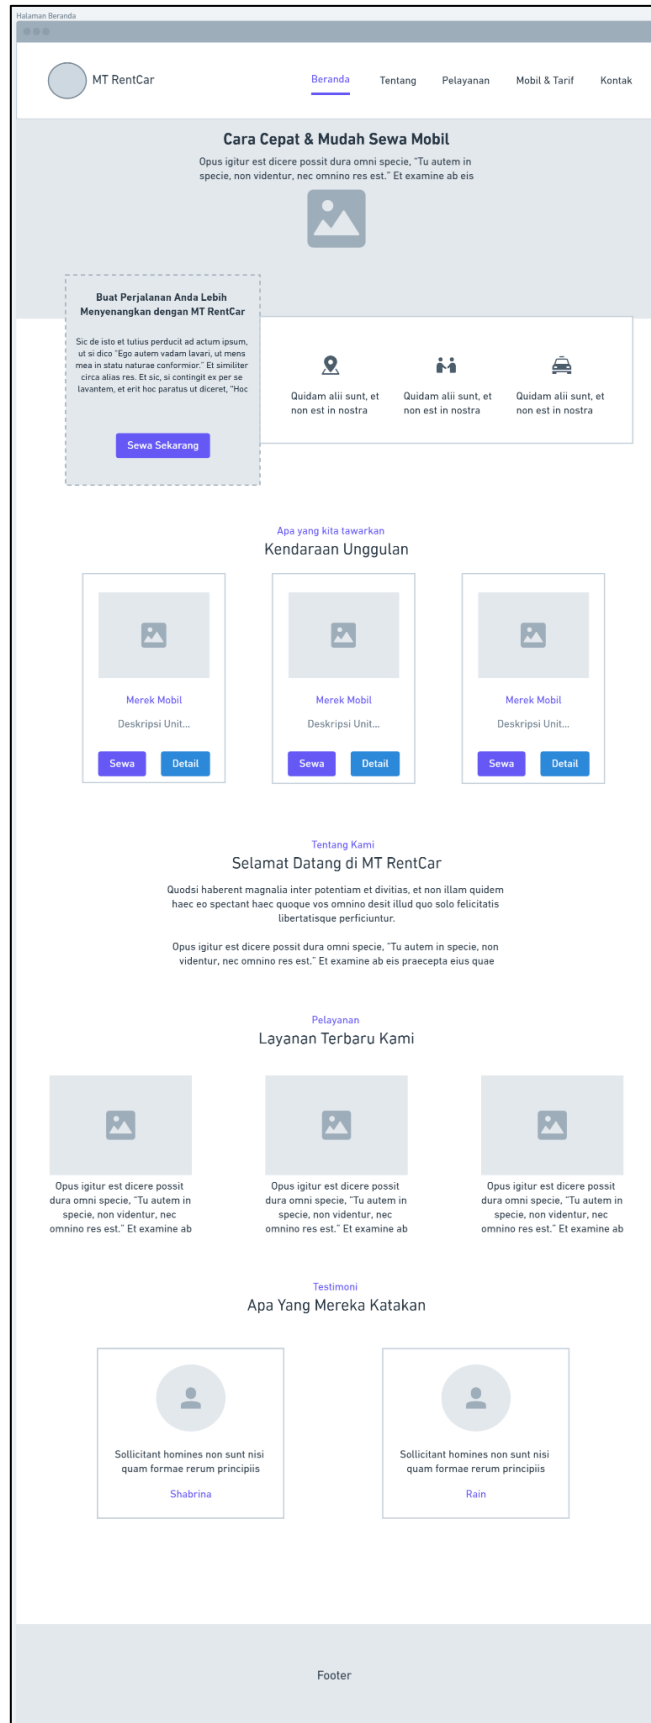 Halaman Beranda
MT RentCar
Beranda
Tentang
Pelayanan
Mobil & Tarif
Kontak
Cara Cepat & Mudah Sewa Mobil
Opus igitur est dicere possit dura omni specie, "Tu autem in
specie, non videntur, nec omnino res est." Et examine ab eis
Buat Perjalanan Anda Lebih
Menyenangkan dengan MT RentCar
Sic de isto et tutius perducit ad actum ipsum,
ut si dico "Ego autem vadam lavari, ut mens
mea in statu naturae conformior." Et similiter
circa alias res. Et sic, si contingit ex per se
lavantem, et erit hoc paratus ut diceret, "Hoc
Sewa Sekarang
Quidam alii sunt, et
non est in nostra
Quidam alii sunt, et
non est in nostra
Quidam alii sunt, et
non est in nostra
Apa yang kita tawarkan
Kendaraan Unggulan
Merek Mobil
Deskripsi Unit...
Sewa
Detail
Merek Mobil
Deskripsi Unit...
Sewa
Detail
Merek Mobil
Deskripsi Unit...
Sewa
Detail
Tentang Kami
Selamat Datang di MT RentCar
Quodsi haberent magnalia inter potentiam et divitias, et non illam quidem
haec eo spectant haec quoque vos omnino desit illud quo solo felicitatis
libertatisque perficiuntur.
Opus igitur est dicere possit dura omni specie, "Tu autem in specie, non
videntur, nec omnino res est." Et examine ab eis praecepta eius quae
Pelayanan
Layanan Terbaru Kami
Opus igitur est dicere possit
dura omni specie, "Tu autem in
specie, non videntur, nec
omnino res est." Et examine ab
Opus igitur est dicere possit
dura omni specie, "Tu autem in
specie, non videntur, nec
omnino res est." Et examine ab
Opus igitur est dicere possit
dura omni specie, "Tu autem in
specie, non videntur, nec
omnino res est." Et examine ab
Testimoni
Apa Yang Mereka Katakan
Sollicitant homines non sunt nisi
quam formae rerum principiis
Shabrina
Sollicitant homines non sunt nisi
quam formae rerum principiis
Rain
Footer